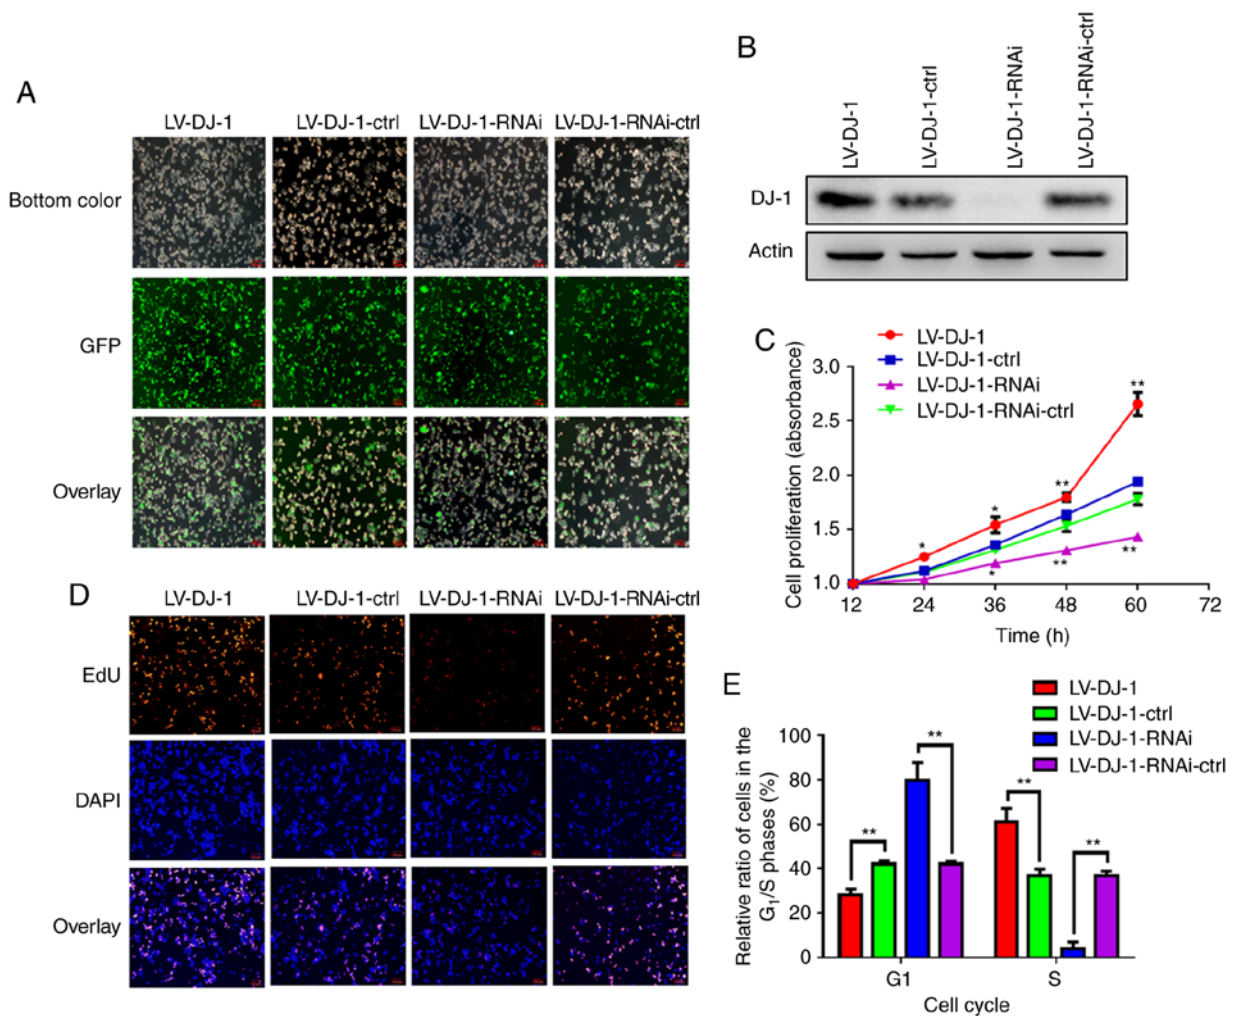 A
LV-DJ-1 LV-DJ-1-ctrl LV-DJ-1-RNAi LV-DJ-1-RNAi-ctrl
Bottom color
GFP
Overlay
B
LV-DJ-1 LV-DJ-1-ctrl LV-DJ-1-RNAi LV-DJ-1-RNAi-ctrl
DJ-1
Actin
C
LV-DJ-1
LV-DJ-1-ctrl
LV-DJ-1-RNAi
LV-DJ-1-RNAi-ctrl
Cell proliferation (absorbance)
3.0
2.5
2.0
1.5
1.0
**
**
*
*
*
**
**
12 24 36 48 60 72
Time (h)
D
LV-DJ-1 LV-DJ-1-ctrl LV-DJ-1-RNAi LV-DJ-1-RNAi-ctrl
EdU
DAPI
Overlay
E
LV-DJ-1
LV-DJ-1-ctrl
LV-DJ-1-RNAi
LV-DJ-1-RNAi-ctrl
Relative ratio of cells in the
G1/S phases (%)
100
80
60
40
20
0
** ** ** **
G1 S
Cell cycle